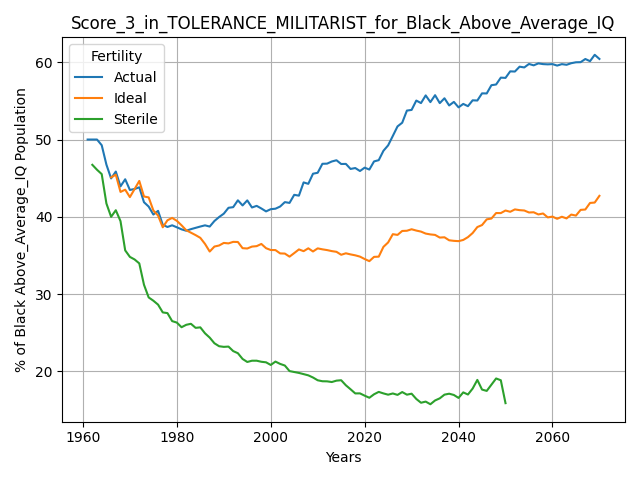 Score_3_in_TOLERANCE_MILITARIST_for_Black_Above_Average_IQ
Fertility
Actual
Ideal
Sterile
% of Black Above_Average_IQ Population
60
50
40
30
20
1960
1980
2000
2020
2040
2060
Years